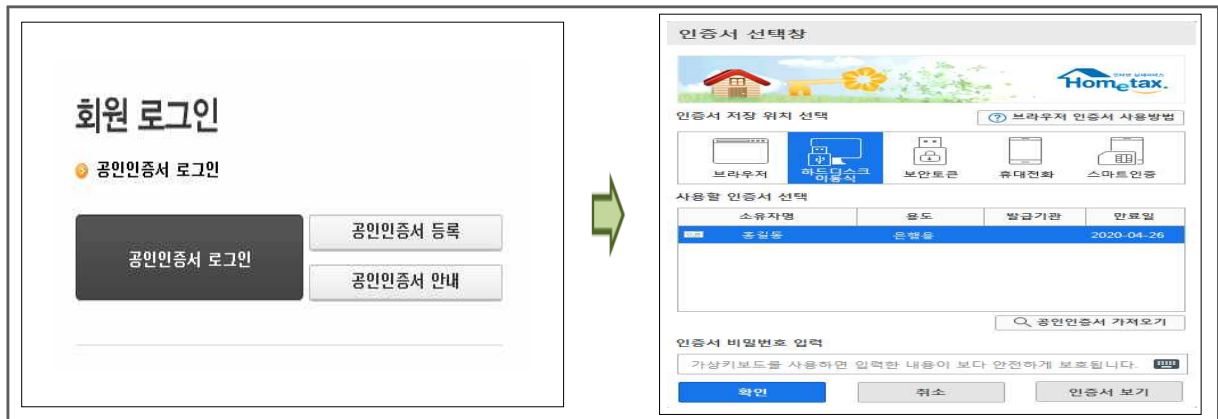 회원 로그인
공인인증서 로그인
공인인증서 로그인
공인인증서 등록
공인인증서 안내
인증서 선택창
Hometax.
인증서 저장 위치 선택
브라우저 인증서 사용방법
브라우저
하드디스크
이동식
보안토큰
휴대전화
스마트인증
사용할 인증서 선택
소유자명 용도 발급기관 만료일
홍길동 은행용 2020-04-26
공인인증서 가져오기
인증서 비밀번호 입력
가상키보드를 사용하면 입력한 내용이 보다 안전하게 보호됩니다.
확인 취소 인증서 보기